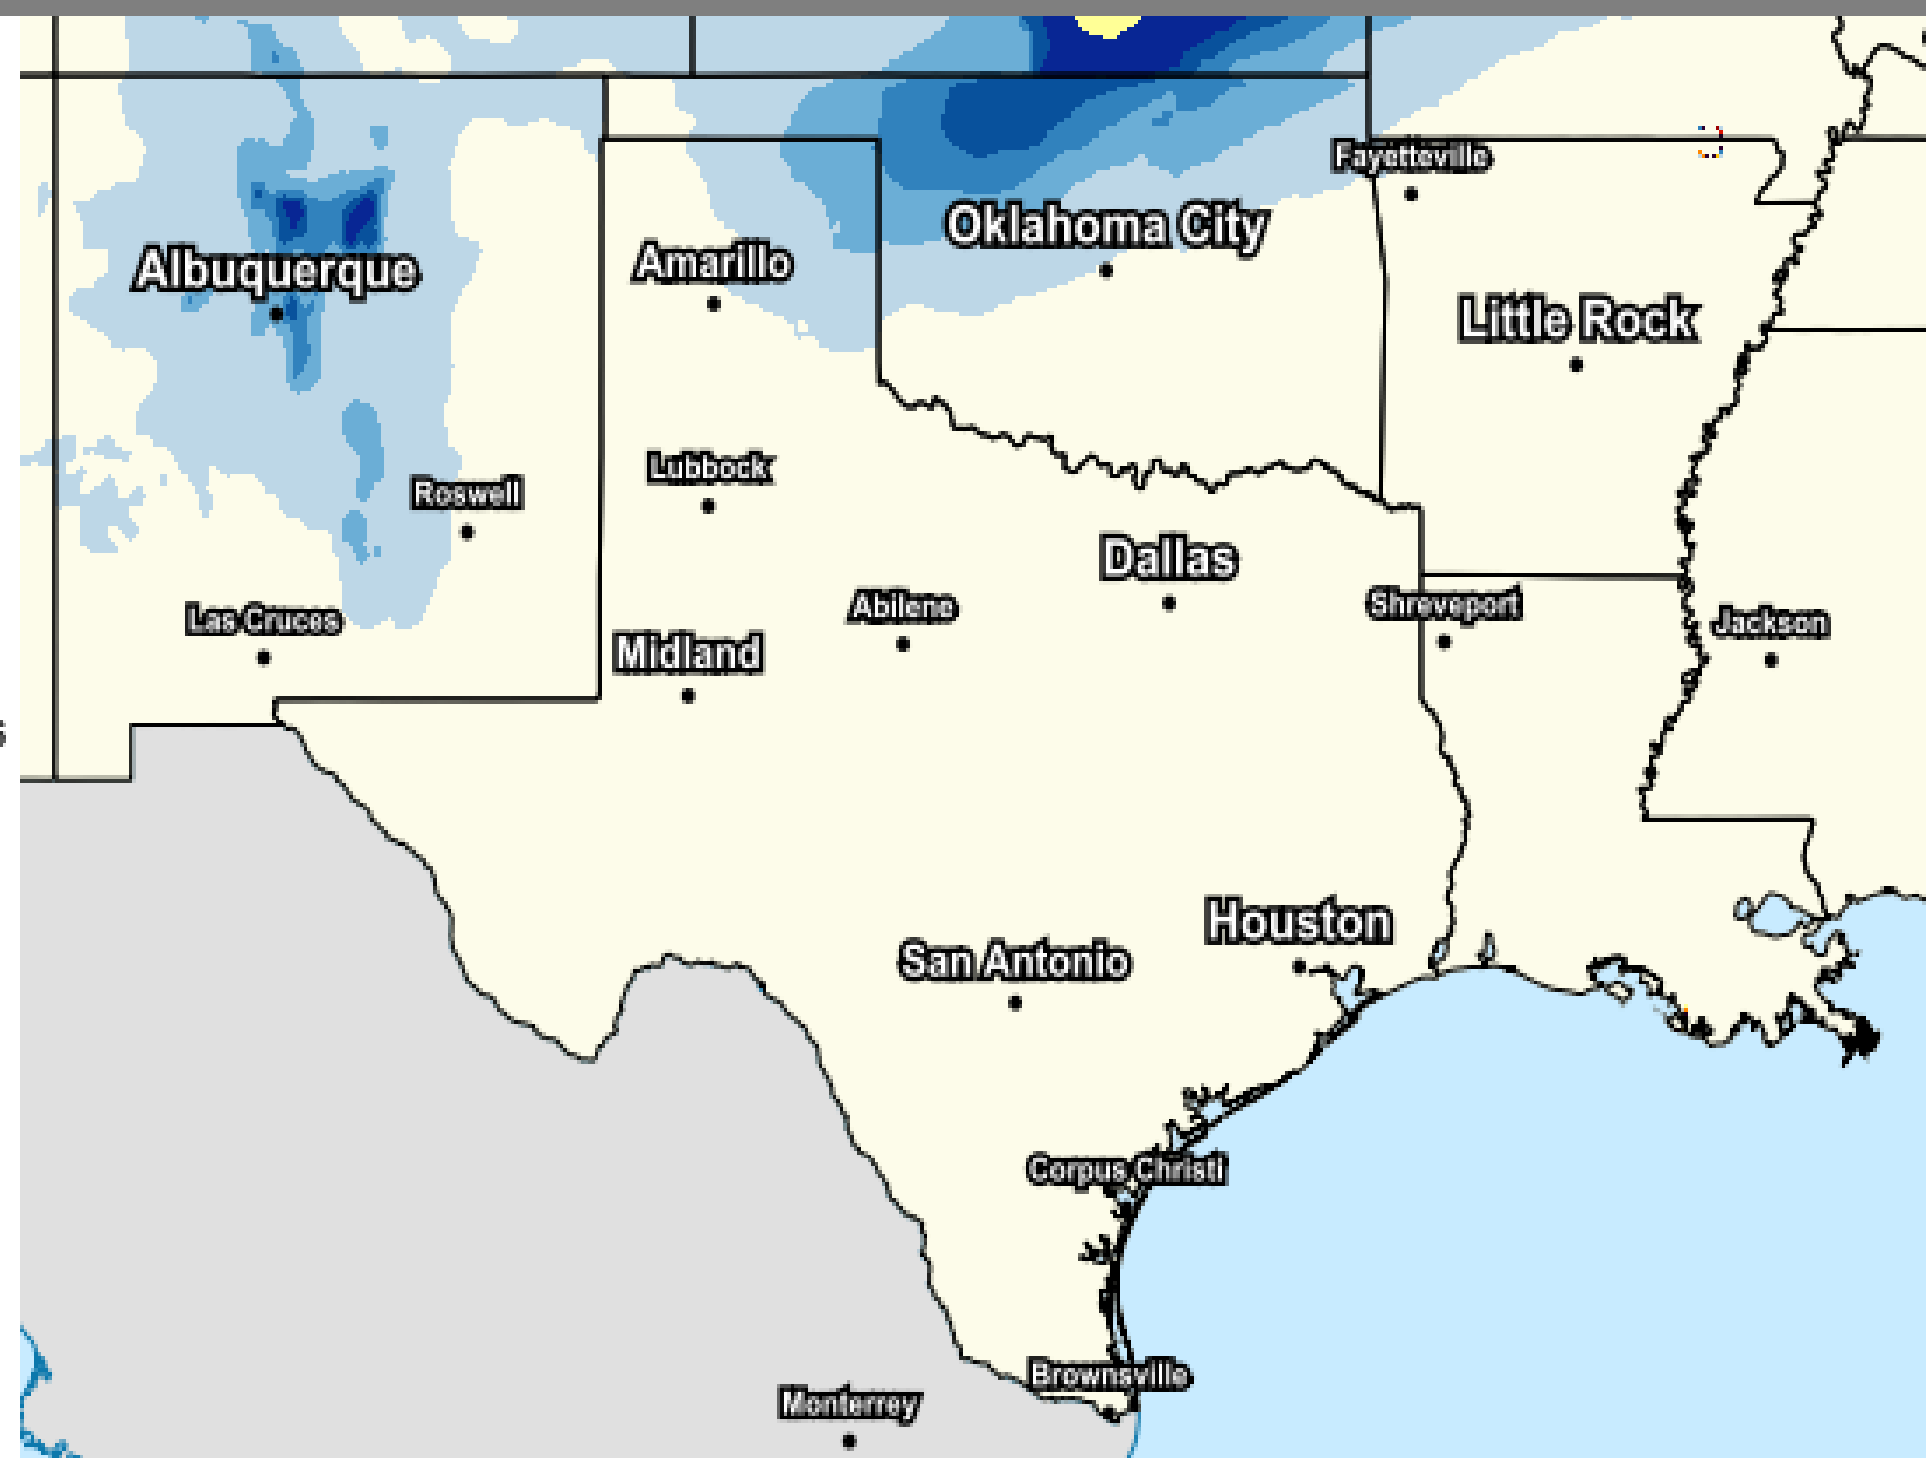 Fayetteville
Oklahoma City
Albuquerque
Amarillo
Little Rock
Lubbock
Roswell
Dallas
Las Cruces
Abilene
Shreveport
Jackson
Midland
Houston
San Antonio
Corpus Christi
Brownsville
Monterrey